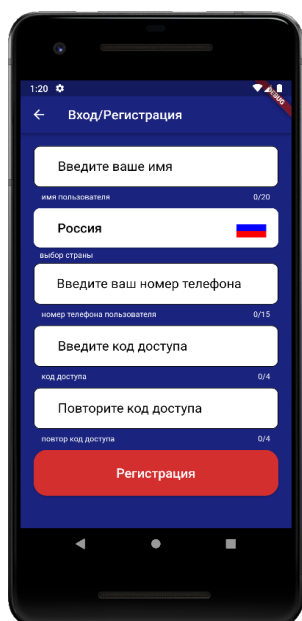 1:20
DEBUG
Вход/Регистрация
Введите ваше имя
имя пользователя 0/20
Россия
выбор страны
Введите ваш номер телефона
номер телефона пользователя 0/15
Введите код доступа
код доступа 0/4
Повторите код доступа
повтор код доступа 0/4
Регистрация